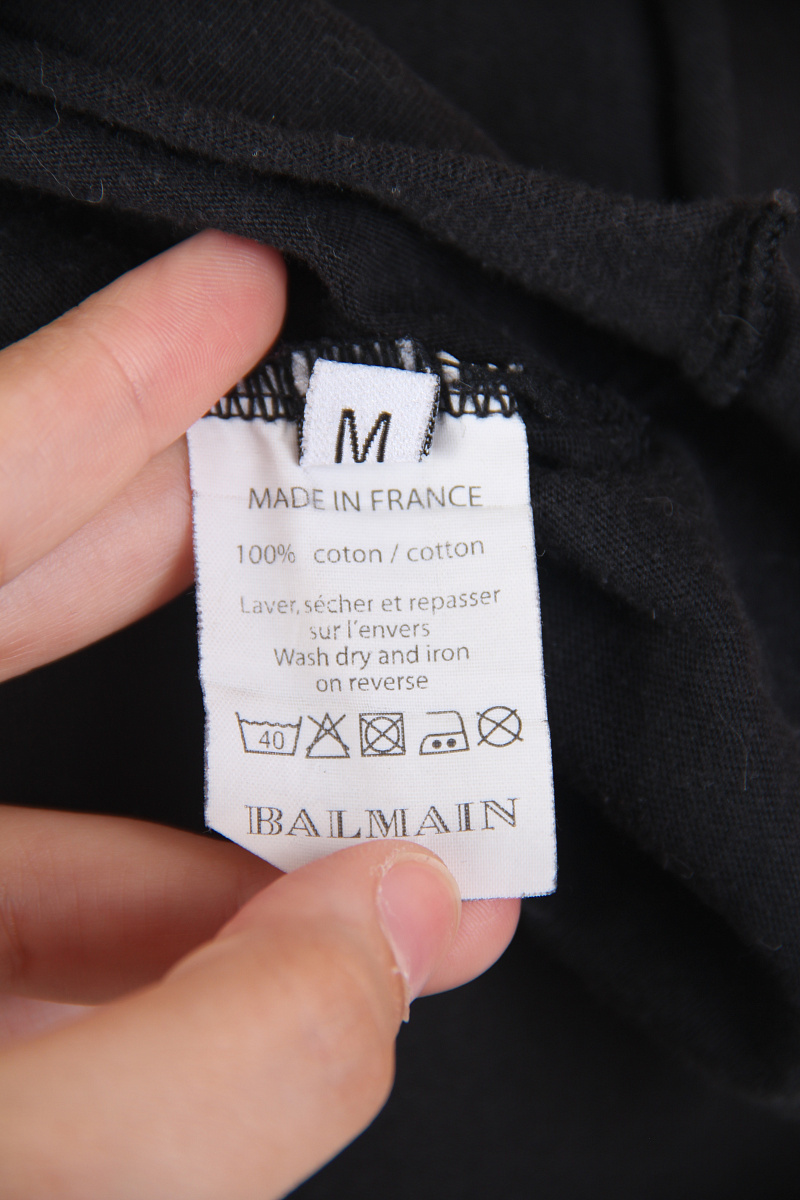 M
MADE IN FRANCE
100% coton / cotton
Laver, sécher et repasser
sur l'envers
Wash dry and iron
on reverse
40
BALMAIN